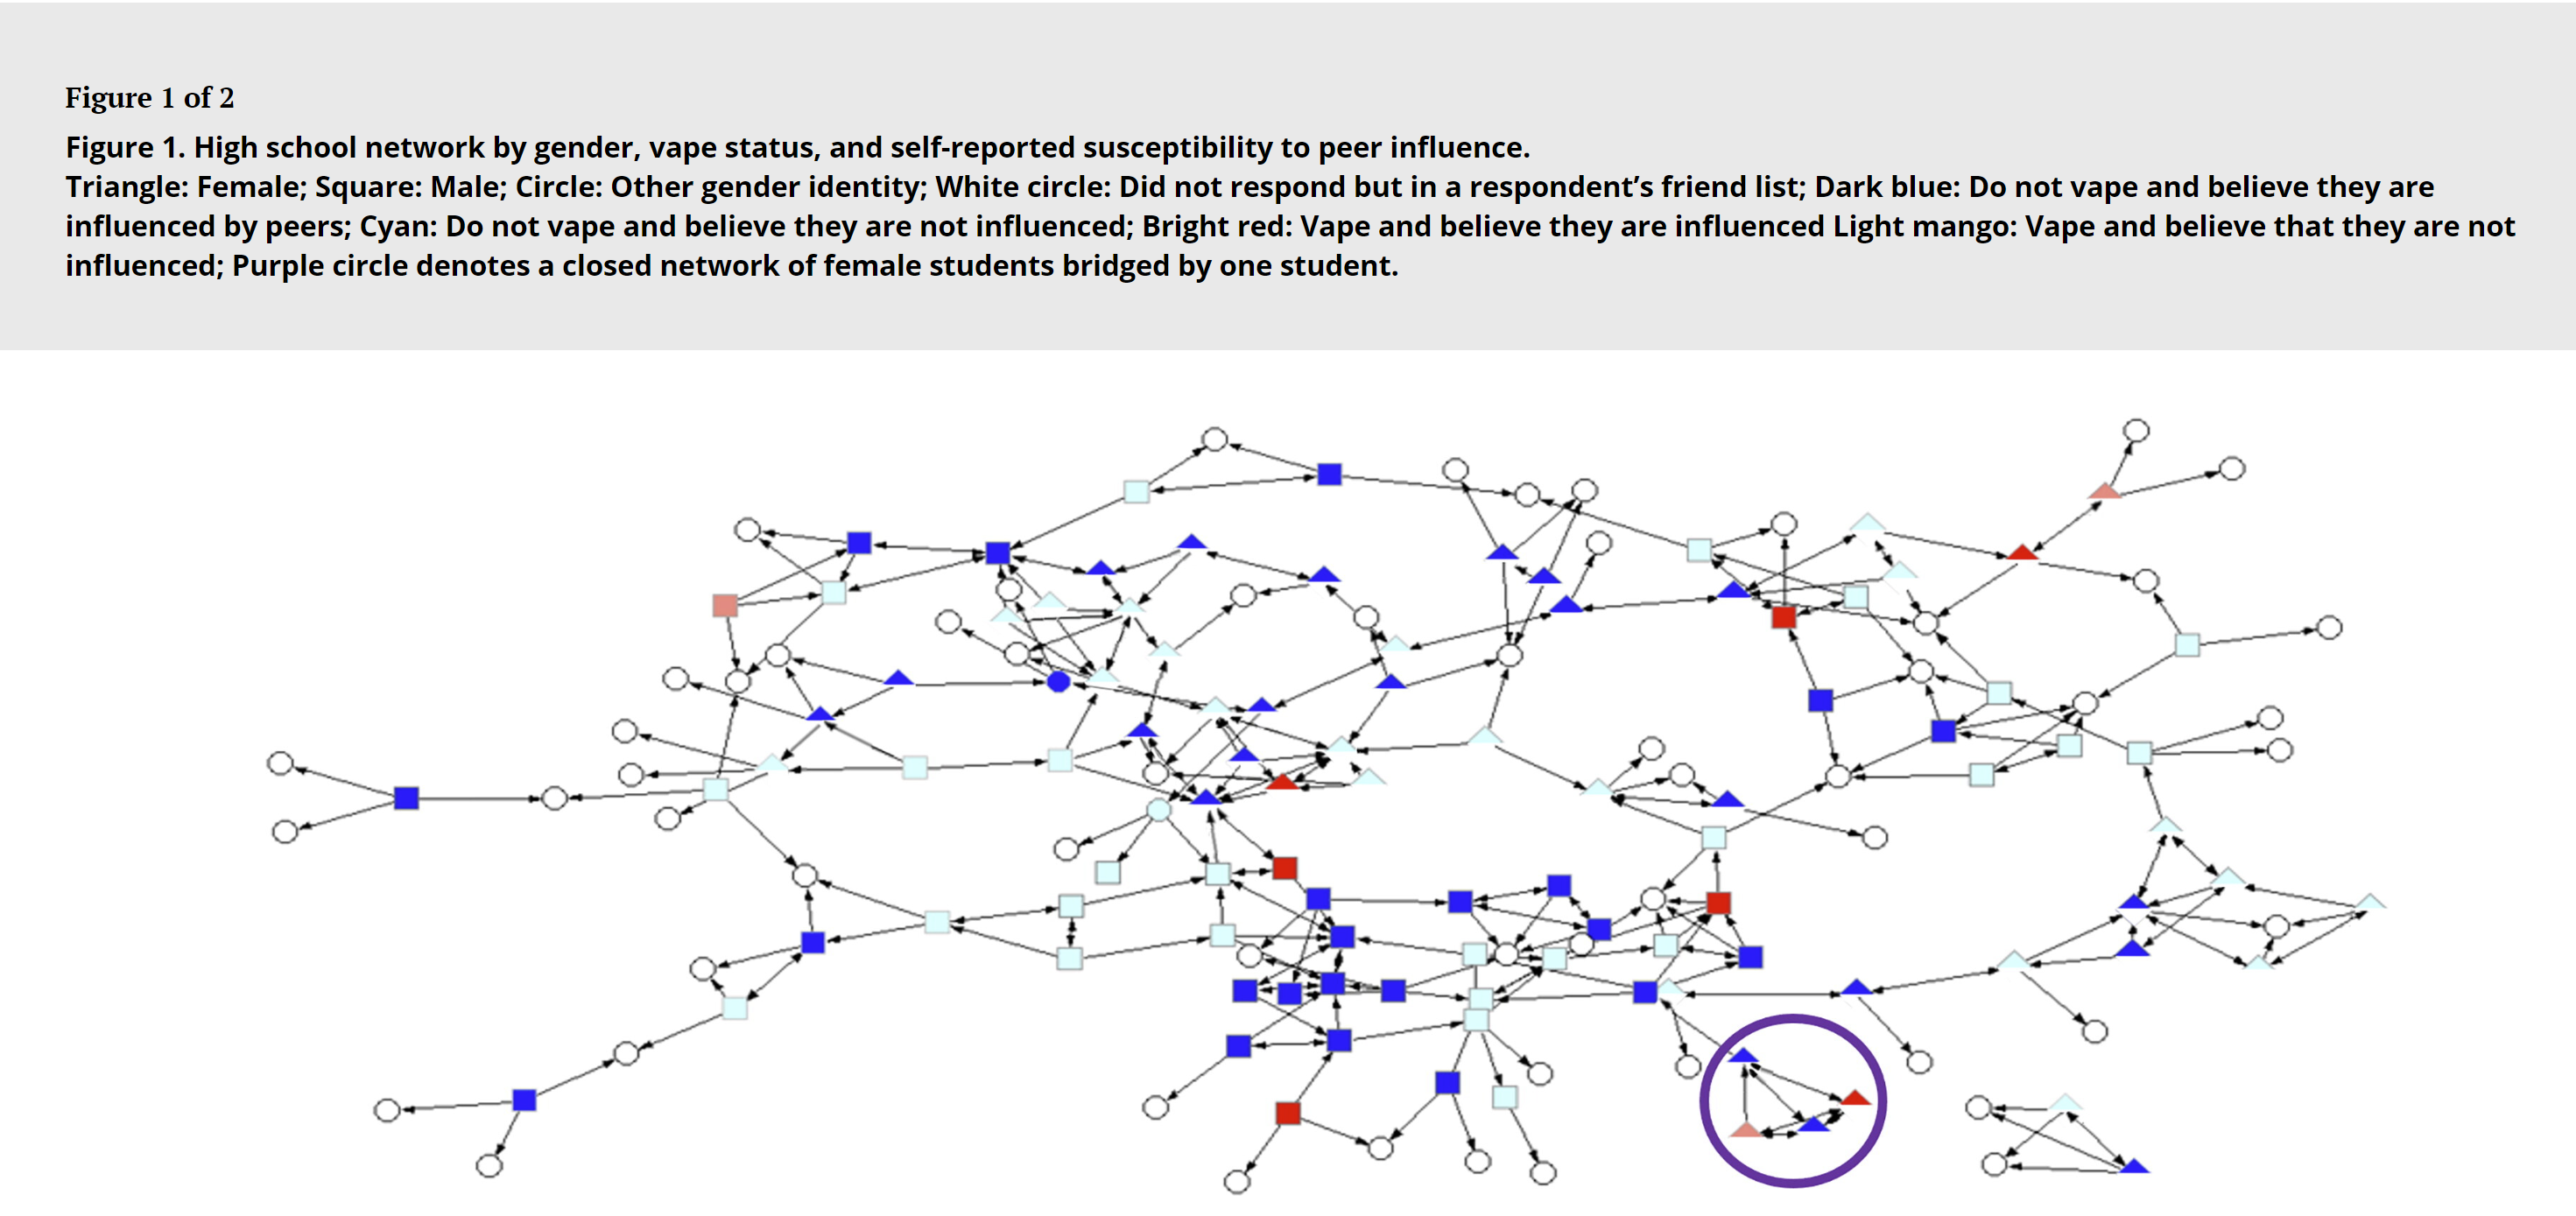 Figure 1 of 2
Figure 1. High school network by gender, vape status, and self-reported susceptibility to peer influence.
Triangle: Female; Square: Male; Circle: Other gender identity; White circle: Did not respond but in a respondent’s friend list; Dark blue: Do not vape and believe they are
influenced by peers; Cyan: Do not vape and believe they are not influenced; Bright red: Vape and believe they are influenced Light mango: Vape and believe that they are not
influenced; Purple circle denotes a closed network of female students bridged by one student.